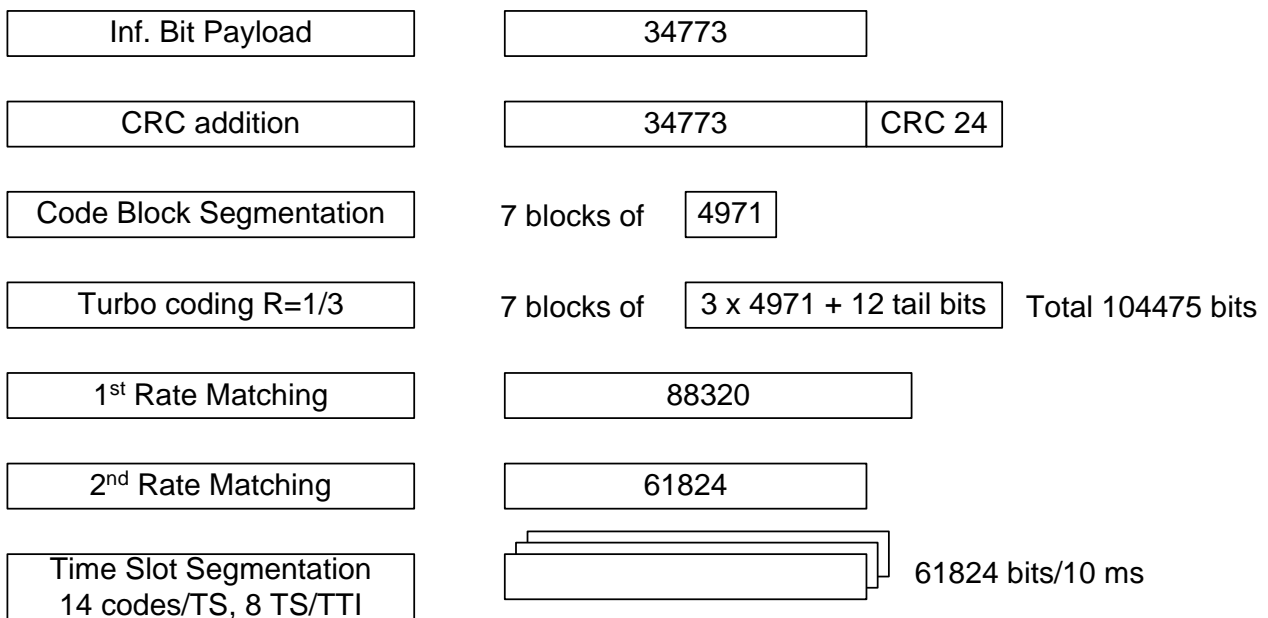 Inf. Bit Payload 34773
CRC addition 34773 CRC 24
Code Block Segmentation 7 blocks of 4971
Turbo coding R=1/3 7 blocks of 3 x 4971 + 12 tail bits Total 104475 bits
1st Rate Matching 88320
2nd Rate Matching 61824
Time Slot Segmentation
14 codes/TS, 8 TS/TTI
61824 bits/10 ms